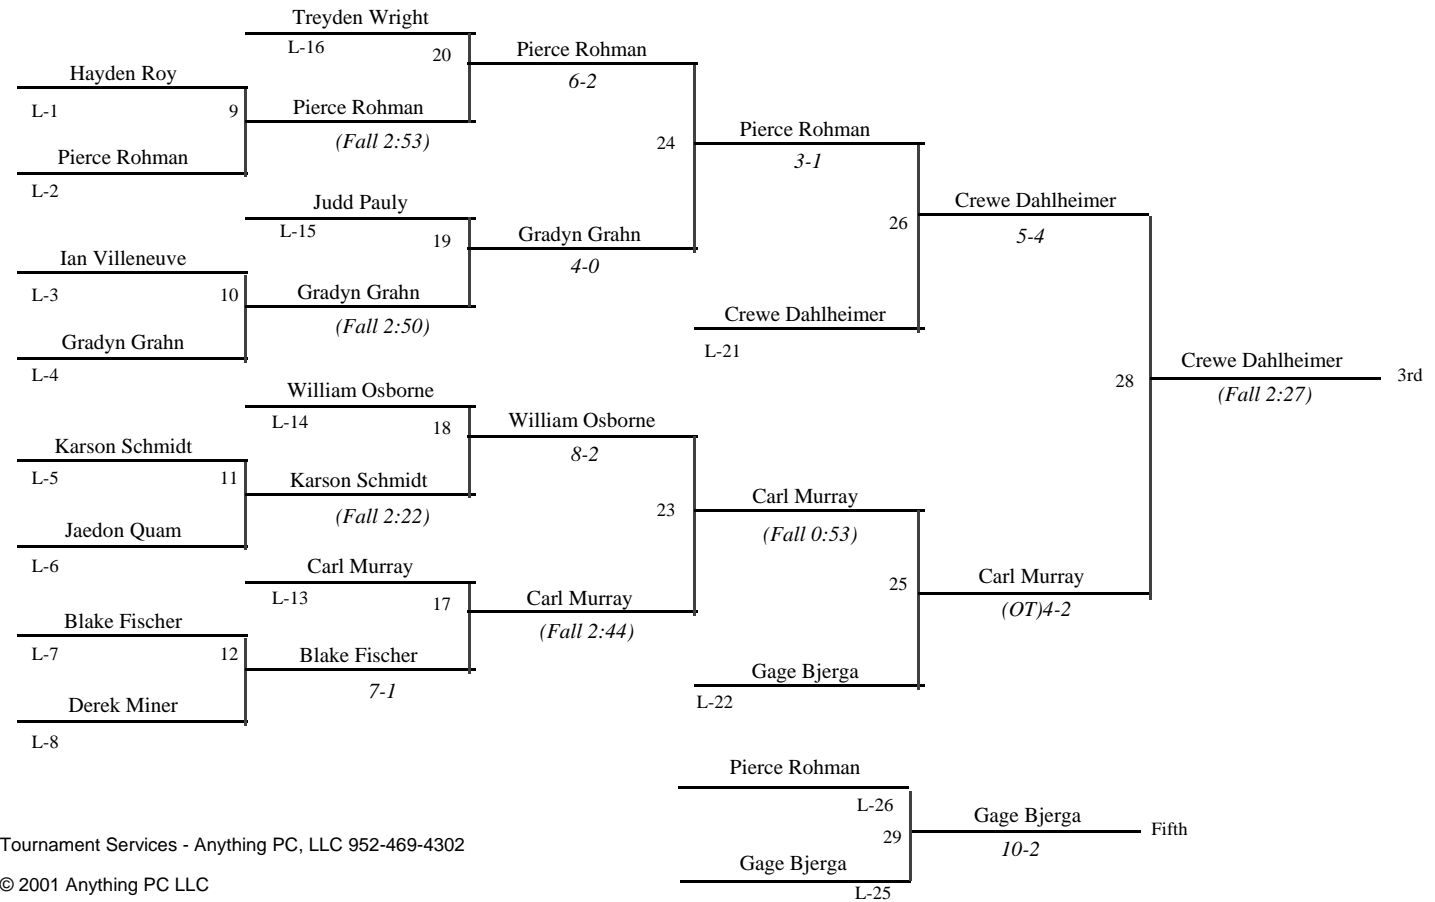 Treyden Wright
L-16
20
Pierce Rohman
6-2
Hayden Roy
L-1
9
Pierce Rohman
(Fall 2:53)
Pierce Rohman
L-2
24
Pierce Rohman
3-1
Judd Pauly
L-15
19
Gradyn Grahn
4-0
Ian Villeneuve
L-3
10
Gradyn Grahn
(Fall 2:50)
Gradyn Grahn
L-4
26
Crewe Dahlheimer
5-4
Crewe Dahlheimer
L-21
28
Crewe Dahlheimer
(Fall 2:27)
3rd
William Osborne
L-14
18
William Osborne
8-2
Karson Schmidt
L-5
11
Karson Schmidt
(Fall 2:22)
Jaedon Quam
L-6
23
Carl Murray
(Fall 0:53)
Carl Murray
L-13
17
Carl Murray
(Fall 2:44)
Blake Fischer
L-7
12
Blake Fischer
7-1
Derek Miner
L-8
25
Carl Murray
(OT)4-2
Gage Bjerga
L-22
Pierce Rohman
L-26
29
Gage Bjerga
10-2
Fifth
Gage Bjerga
L-25
Tournament Services - Anything PC, LLC 952-469-4302
© 2001 Anything PC LLC